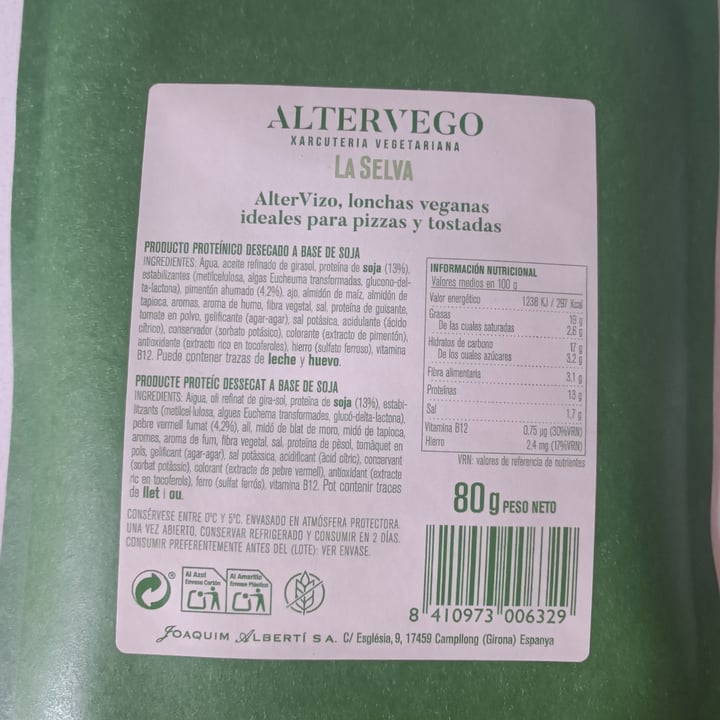 ALTERVEGO
XARCUTERIA VEGETARIANA
LA SELVA
AlterVizo, lonchas veganas
ideales para pizzas y tostadas
PRODUCTO PROTEÍNICO DESECADO A BASE DE SOJA
INGREDIENTES: Agua, aceite refinado de girasol, proteína de soja (13%),
estabilizantes (metilcelulosa, algas Eucheuma transformadas, glucono-del-
ta-lactona), pimentón ahumado (4,2%), ajo, almidón de maíz, almidón de
tapioca, aromas, aroma de humo, fibra vegetal, sal, proteína de guisante,
tomate en polvo, gelificante (agar-agar), sal potásica, acidulante (ácido
cítrico), conservador (sorbato potásico), colorante (extracto de pimentón),
antioxidante (extracto rico en tocoferoles), hierro (sulfato ferroso), vitamina
B12. Puede contener trazas de leche y huevo.
PRODUCTE PROTEÍC DESSECAT A BASE DE SOJA
INGREDIENTS: Aigua, oli refinat de gira-sol, proteïna de soja (13%), estabi-
litzants (metilcel·lulosa, algues Euchema transformades, glucó-delta-lactona),
pebre vermell fumat (4,2%), all, midó de blat de moro, midó de tapioca,
aromes, aroma de fum, fibra vegetal, sal, proteïna de pèsol, tomàquet en
pols, gelificant (agar-agar), sal potàssica, acidificant (àcid cítric), conservant
(sorbat potàssic), colorant (extracte de pebre vermell), antioxidant (extracte
ric en tocoferols), ferro (sulfat ferrós), vitamina B12. Pot contenir traces
de llet i ou.
INFORMACIÓN NUTRICIONAL
Valores medios en 100 g
Valor energético 1238 KJ / 297 Kcal
Grasas 19 g
De las cuales saturadas 2.6 g
Hidratos de carbono 17 g
De los cuales azúcares 3.2 g
Fibra alimentaria 3.1 g
Proteínas 13 g
Sal 1.7 g
Vitamina B12 0.75 µg (30%VRN)
Hierro 2,4 mg (17%VRN)
VRN: valores de referencia de nutrientes
80 g PESO NETO
CONSÉRVESE ENTRE 0ºC Y 5ºC. ENVASADO EN ATMÓSFERA PROTECTORA.
UNA VEZ ABIERTO, CONSERVAR REFRIGERADO Y CONSUMIR EN 2 DÍAS.
CONSUMIR PREFERENTEMENTE ANTES DEL (LOTE): VER ENVASE.
Al Azul
Envase Cartón
Al Amarillo
Envase Plástico
8 410973 006329
JOAQUIM ALBERTÍ S.A. C/ Església, 9, 17459 Campllong (Girona) Espanya